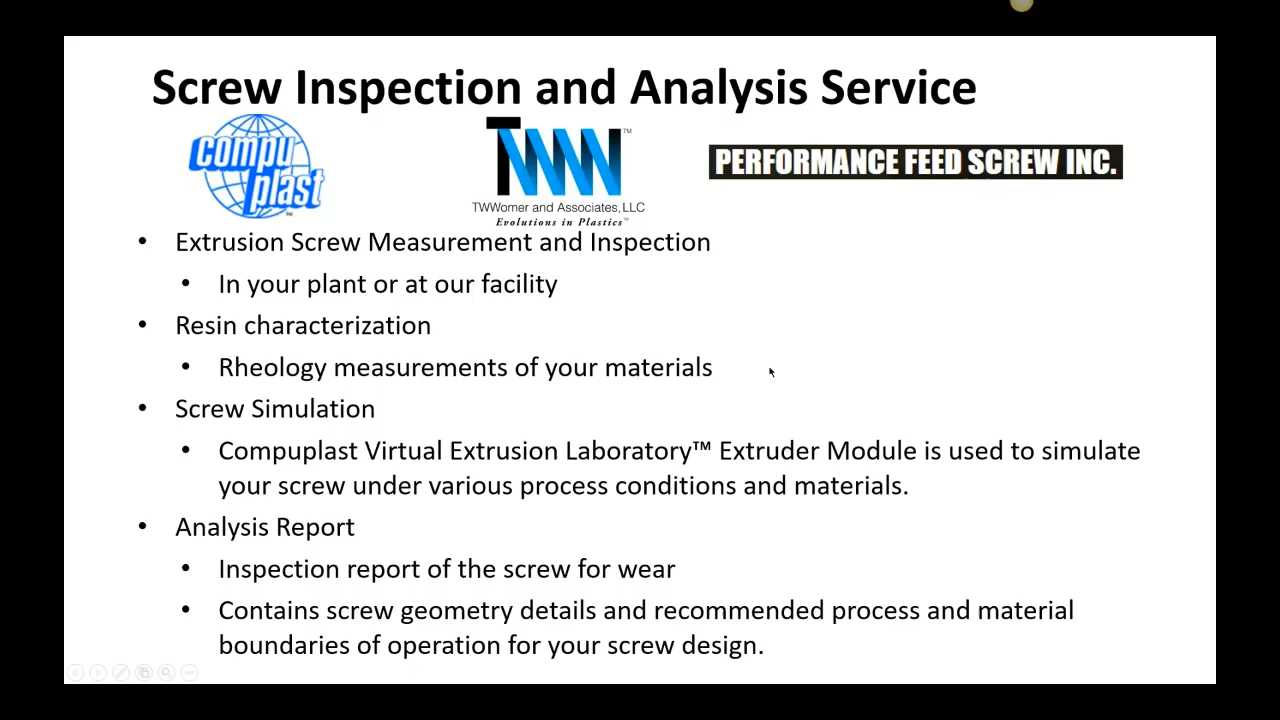 Screw Inspection and Analysis Service
compu
plast
™
TWW™
TWWomer and Associates, LLC
Evolutions in Plastics™
PERFORMANCE FEED SCREW INC.
• Extrusion Screw Measurement and Inspection
• In your plant or at our facility
• Resin characterization
• Rheology measurements of your materials
• Screw Simulation
• Compuplast Virtual Extrusion Laboratory™ Extruder Module is used to simulate
your screw under various process conditions and materials.
• Analysis Report
• Inspection report of the screw for wear
• Contains screw geometry details and recommended process and material
boundaries of operation for your screw design.